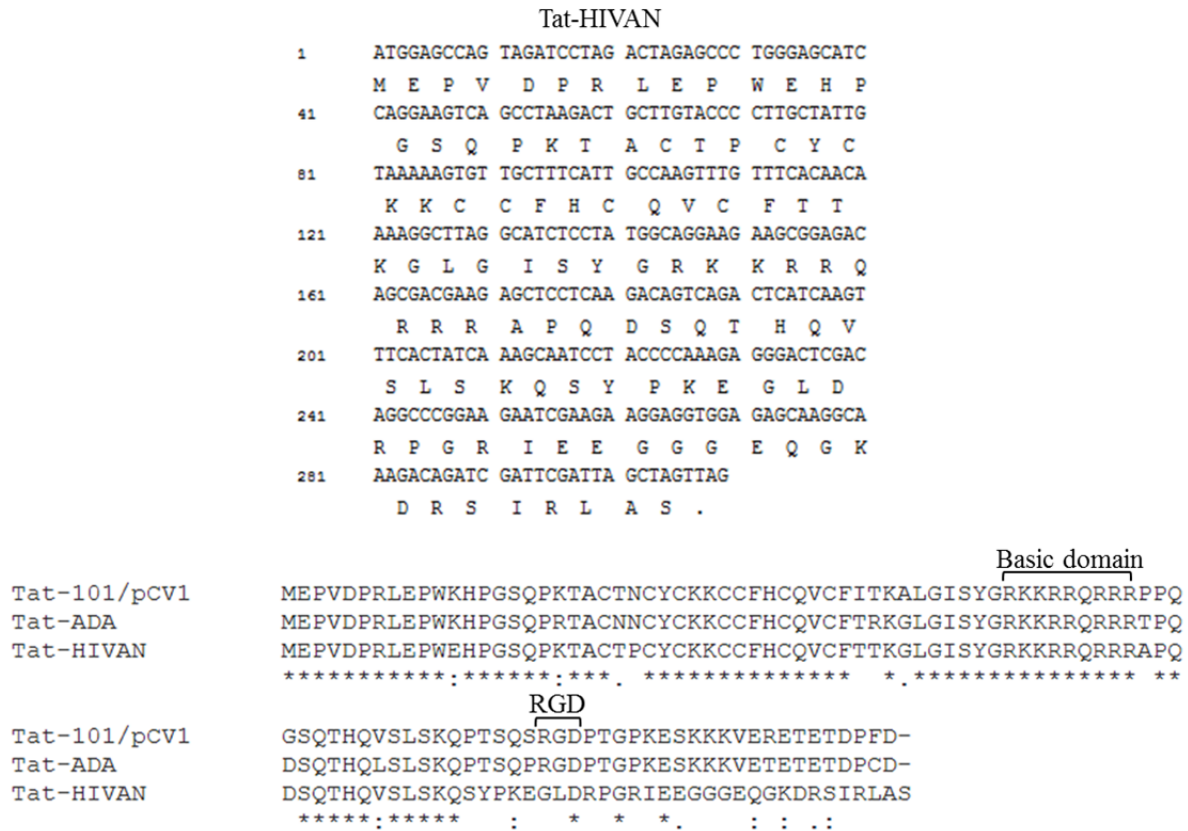 Tat-HIVAN
1 ATGGAGCCAG TAGATCCTAG ACTAGAGCCC TGGGAGCATC
M E P V D P R L E P W E H P
41 CAGGAAGTCA GCCTAAGACT GCTTGTACCC CTTGCTATTG
G S Q P K T A C T P C Y C
81 TAAAAAGTGT TGCTTTCATT GCCAAGTTTG TTTCACAACA
K K C C F H C Q V C F T T
121 AAAGGCTTAG GCATCTCCTA TGGCAGGAAG AAGCGGAGAC
K G L G I S Y G R K K R R Q
161 AGCGACGAAG AGCTCCTCAA GACAGTCAGA CTCATCAAGT
R R R A P Q D S Q T H Q V
201 TTCACTATCA AAGCAATCCT ACCCCAAAGA GGGACTCGAC
S L S K Q S Y P K E G L D
241 AGGCCCGGAA GAATCGAAGA AGGAGGTGGA GAGCAAGGCA
R P G R I E E G G G E Q G K
281 AAGACAGATC GATTCGATTA GCTAGTTAG
D R S I R L A S .
Basic domain
Tat-101/pCV1 MEPVDPRLEPWKHPGSQPKTACTNCYCKKCCFHCQVCFITKALGISYGRKKRRQRRRPPQ
Tat-ADA MEPVDPRLEPWKHPGSQPRTACNNCYCKKCCFHCQVCFTRKGLGISYGRKKRRQRRRTPQ
Tat-HIVAN MEPVDPRLEPWEHPGSQPKTACTPCYCKKCCFHCQVCFTTKGLGISYGRKKRRQRRRAPQ
***********:******:***. ************** *.*************** **
RGD
Tat-101/pCV1 GSQTHQVSLSKQPTSQSRGDPTGPKESKKKVERETETDPFD-
Tat-ADA DSQTHQLSLSKQPTSQPRGDPTGPKESKKKVETETETDPCD-
Tat-HIVAN DSQTHQVSLSKQSYPKEGLDRPGRIEEGGGEQGKDRSIRLAS
*****:***** : * * *. : : .: